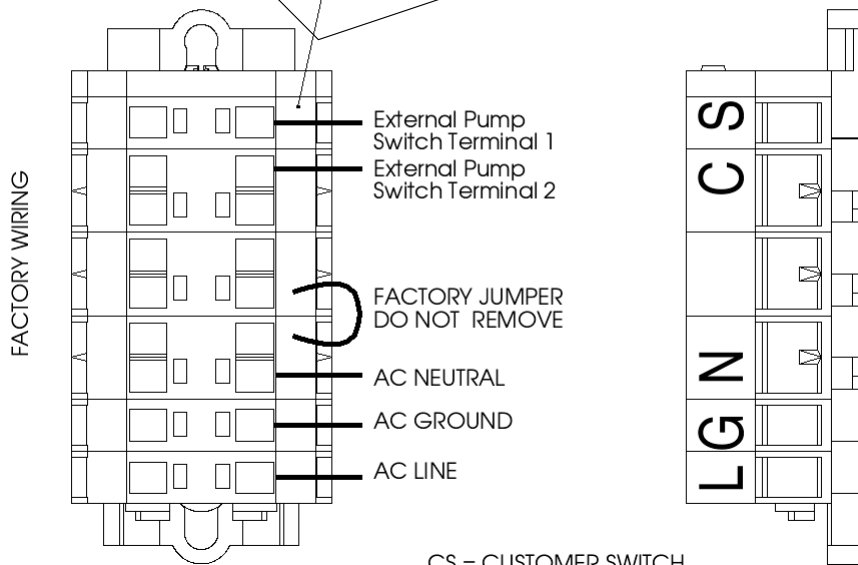 FACTORY WIRING
External Pump
Switch Terminal 1
External Pump
Switch Terminal 2
FACTORY JUMPER
DO NOT REMOVE
AC NEUTRAL
AC GROUND
AC LINE
L G N C S
CS = CUSTOMER SWITCH